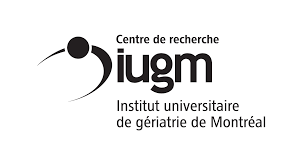 Centre de recherche
iugm
Institut universitaire
de gériatrie de Montréal